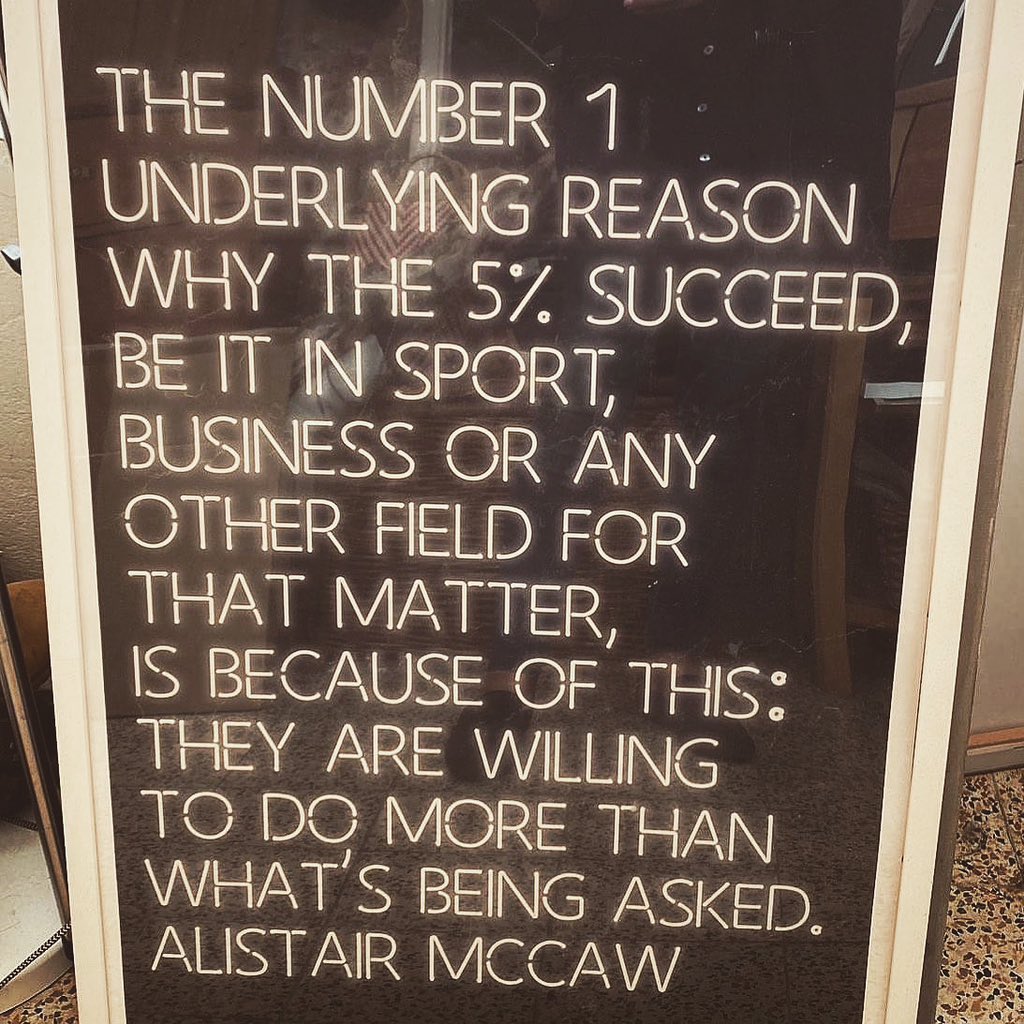 THE NUMBER 1
UNDERLYING REASON
WHY THE 5% SUCCEED,
BE IT IN SPORT,
BUSINESS OR ANY
OTHER FIELD FOR
THAT MATTER,
IS BECAUSE OF THIS:
THEY ARE WILLING
TO DO MORE THAN
WHAT'S BEING ASKED.
ALISTAIR MCCAW